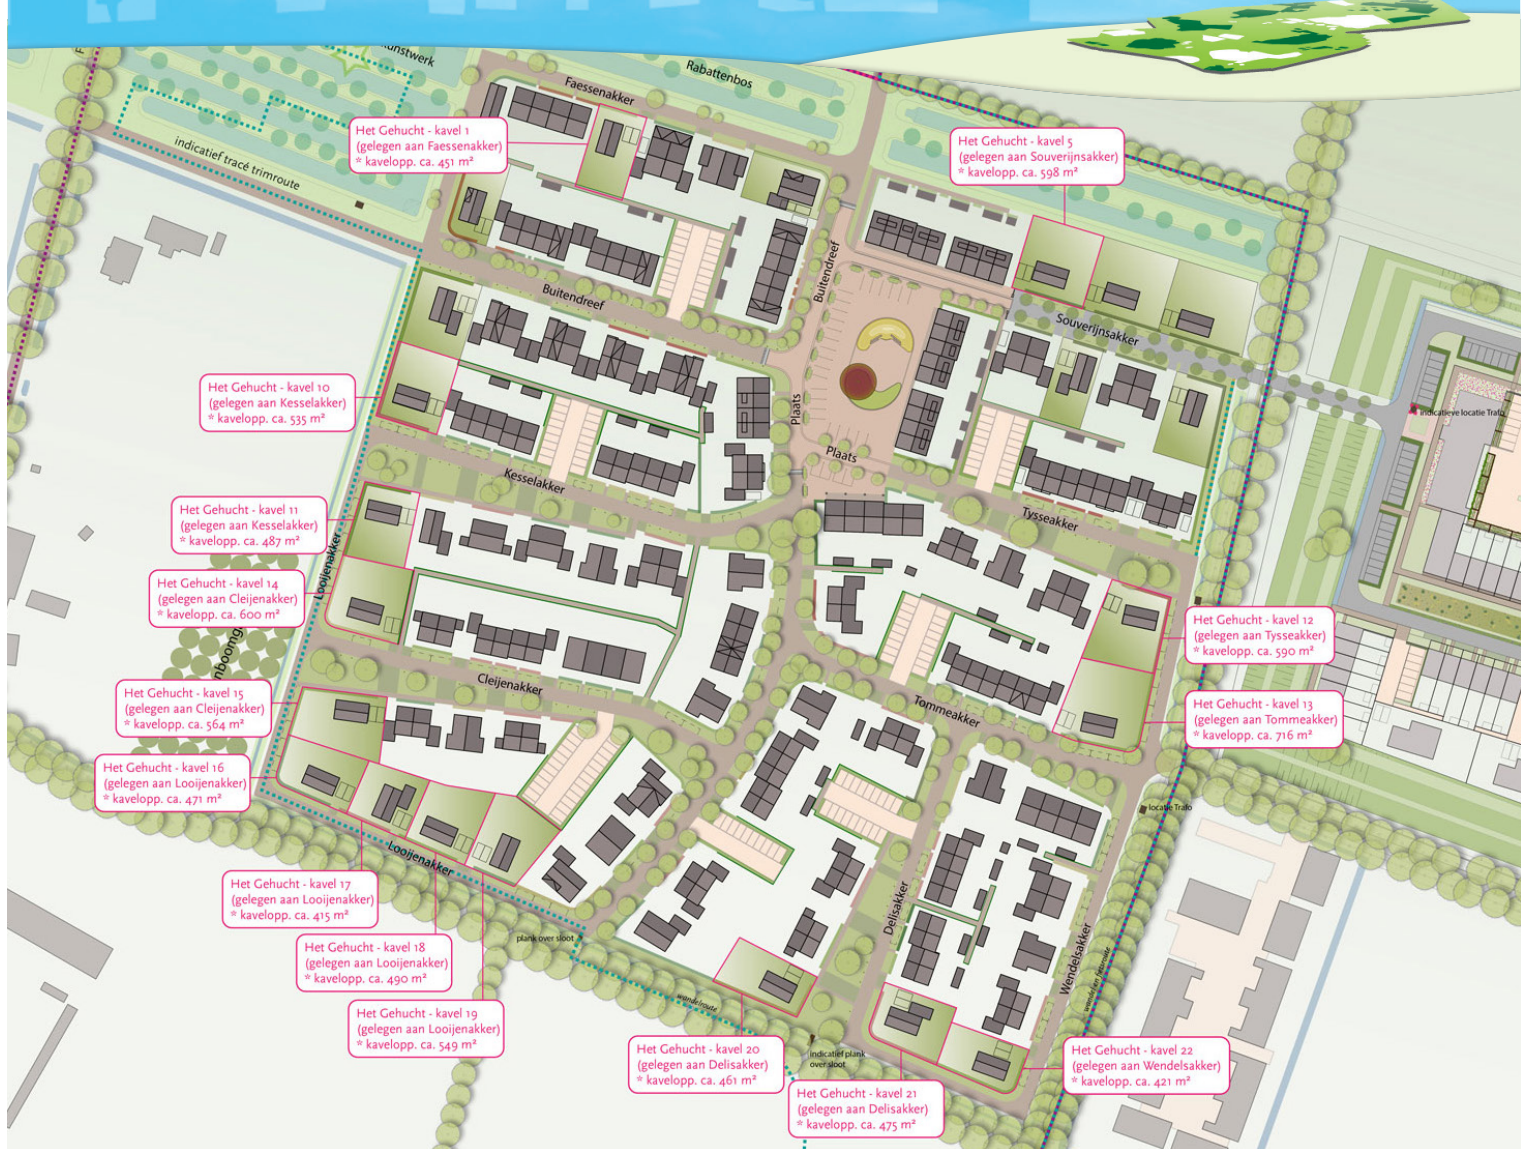 kunstwerk
Rabattenbos
Faessenakker
indicatief tracé trimroute
Het Gehucht - kavel 1
(gelegen aan Faessenakker)
* kavelopp. ca. 451 m²
Het Gehucht - kavel 5
(gelegen aan Souverijnsakker)
* kavelopp. ca. 598 m²
Buitendreef
Buitendreef
Souverijnsakker
Het Gehucht - kavel 10
(gelegen aan Kesselakker)
* kavelopp. ca. 535 m²
Plaats
Plaats
indicatieve locatie Trafo
Kesselakker
Tysseakker
Het Gehucht - kavel 11
(gelegen aan Kesselakker)
* kavelopp. ca. 487 m²
Looijenakker
Het Gehucht - kavel 14
(gelegen aan Cleijenakker)
* kavelopp. ca. 600 m²
Het Gehucht - kavel 12
(gelegen aan Tysseakker)
* kavelopp. ca. 590 m²
Cleijenakker
Tommeakker
Het Gehucht - kavel 15
(gelegen aan Cleijenakker)
* kavelopp. ca. 564 m²
Het Gehucht - kavel 13
(gelegen aan Tommeakker)
* kavelopp. ca. 716 m²
Het Gehucht - kavel 16
(gelegen aan Looijenakker)
* kavelopp. ca. 471 m²
locatie Trafo
Looijenakker
Het Gehucht - kavel 17
(gelegen aan Looijenakker)
* kavelopp. ca. 415 m²
Delisakker
Wendelsakker
plank over sloot
Het Gehucht - kavel 18
(gelegen aan Looijenakker)
* kavelopp. ca. 490 m²
wandelroute
wandel en fietsroute
Het Gehucht - kavel 19
(gelegen aan Looijenakker)
* kavelopp. ca. 549 m²
Het Gehucht - kavel 20
(gelegen aan Delisakker)
* kavelopp. ca. 461 m²
indicatief plank
over sloot
Het Gehucht - kavel 22
(gelegen aan Wendelsakker)
* kavelopp. ca. 421 m²
Het Gehucht - kavel 21
(gelegen aan Delisakker)
* kavelopp. ca. 475 m²